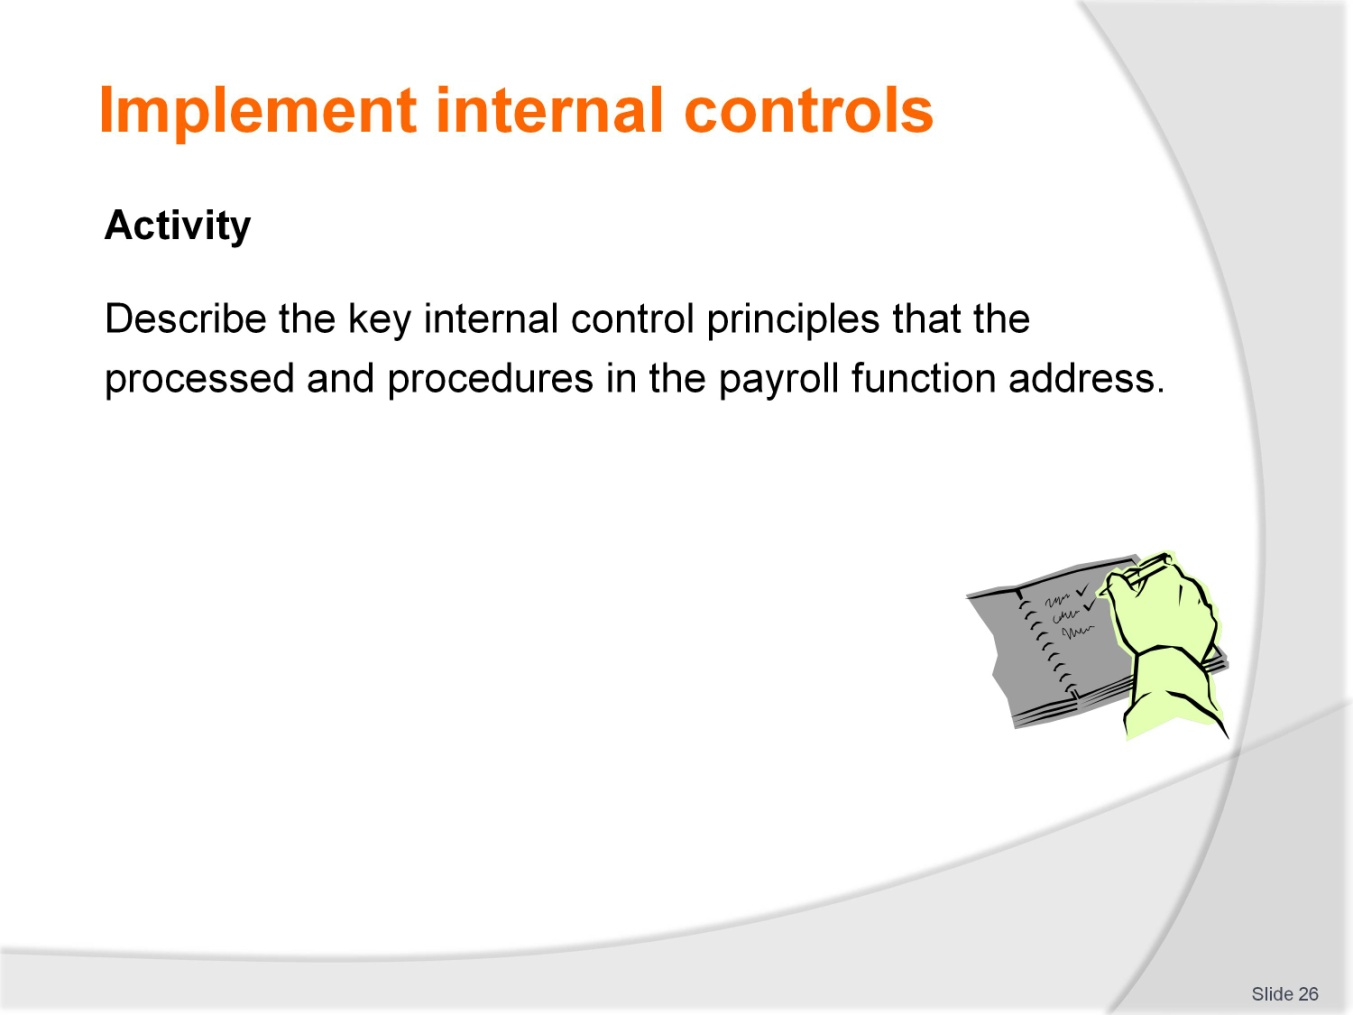 Implement internal controls
Activity
Describe the key internal control principles that the
processed and procedures in the payroll function address.
Slide 26